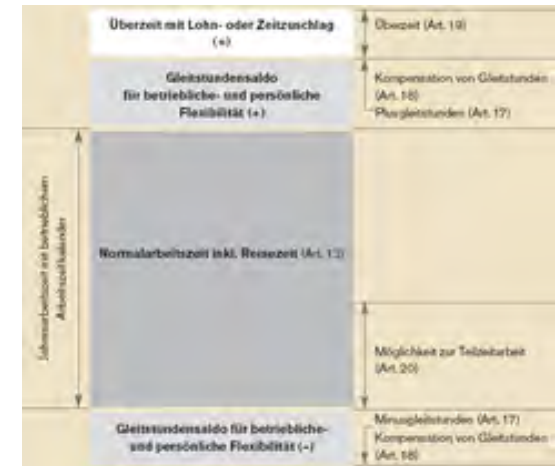 Überzeit mit Lohn- oder Zeitzuschlag
(+)
Überzeit (Art. 19)
Gleitstundensaldo
für betriebliche- und persönliche
Flexibilität (+)
Kompensation von Gleitstunden
(Art. 18)
Plusgleitstunden (Art. 17)
Jahresarbeitszeit mit betrieblichem
Arbeitszeitkalender
Normalarbeitszeit inkl. Reisezeit (Art. 13)
Möglichkeit zur Teilzeitarbeit
(Art. 20)
Gleitstundensaldo für betriebliche-
und persönliche Flexibilität (–)
Minusgleitstunden (Art. 17)
Kompensation von Gleitstunden
(Art. 18)